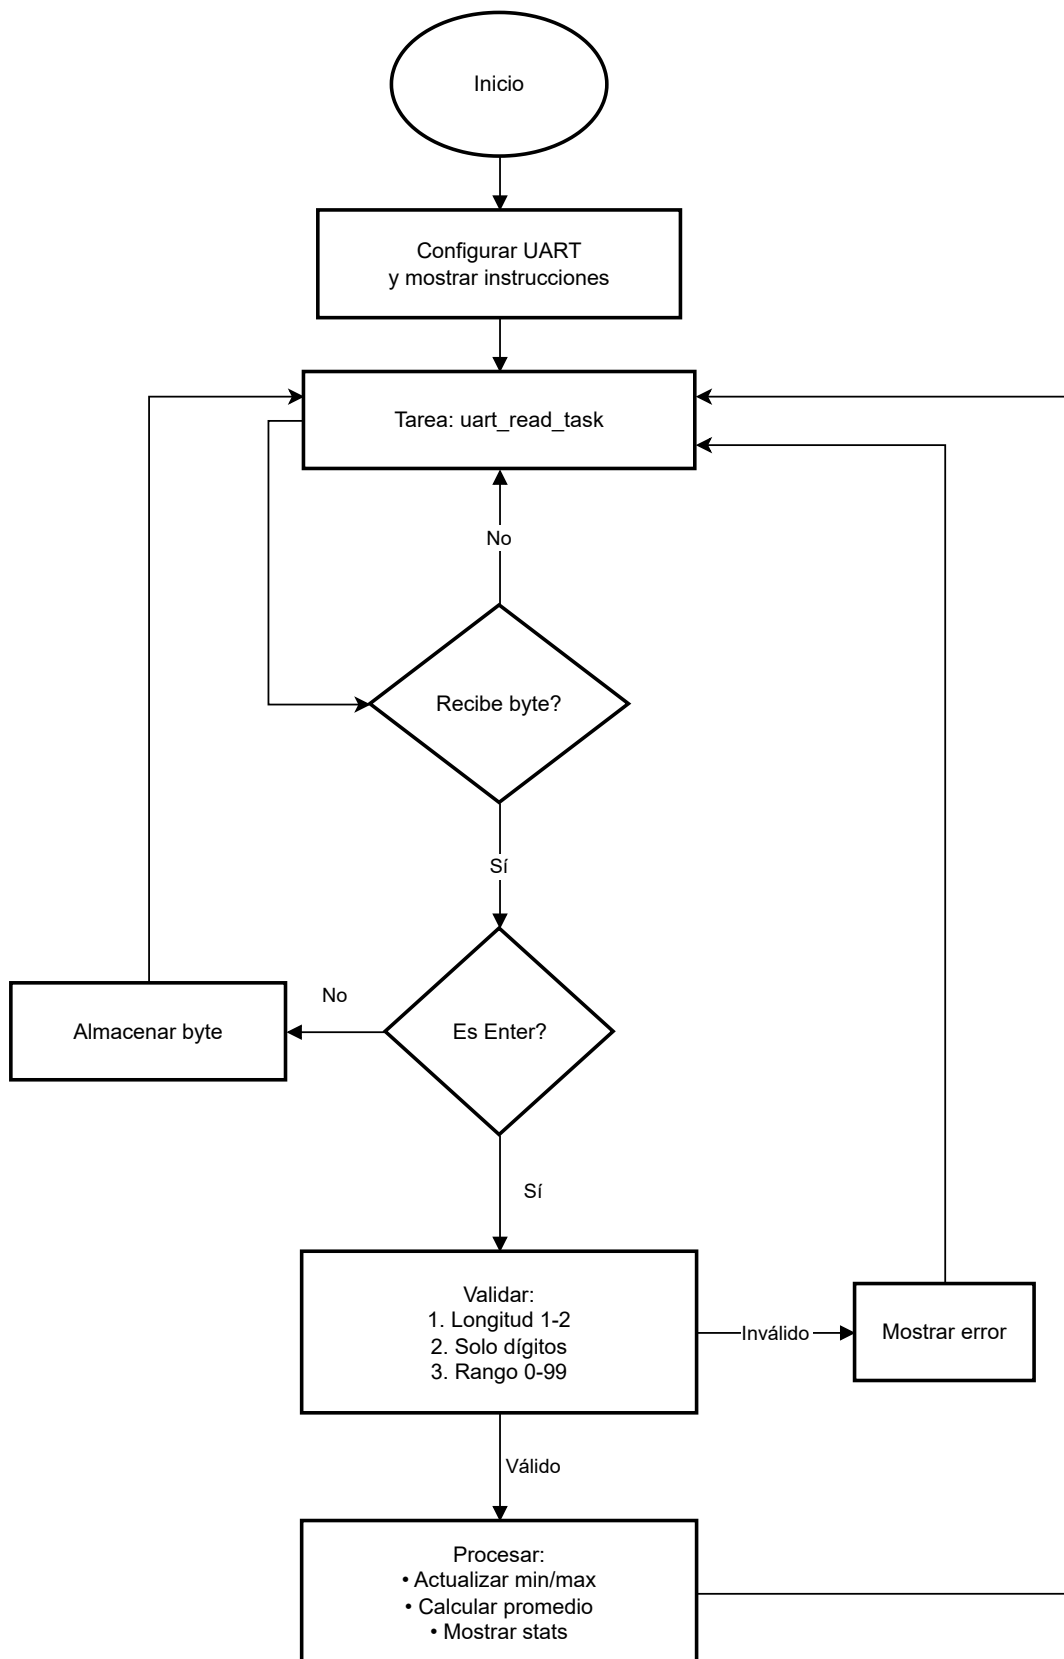 Inicio
Configurar UART
y mostrar instrucciones
Tarea: uart_read_task
No
Recibe byte?
Sí
No
Almacenar byte
Es Enter?
Sí
Validar:
1. Longitud 1-2
2. Solo dígitos
3. Rango 0-99
Inválido
Mostrar error
Válido
Procesar:
• Actualizar min/max
• Calcular promedio
• Mostrar stats